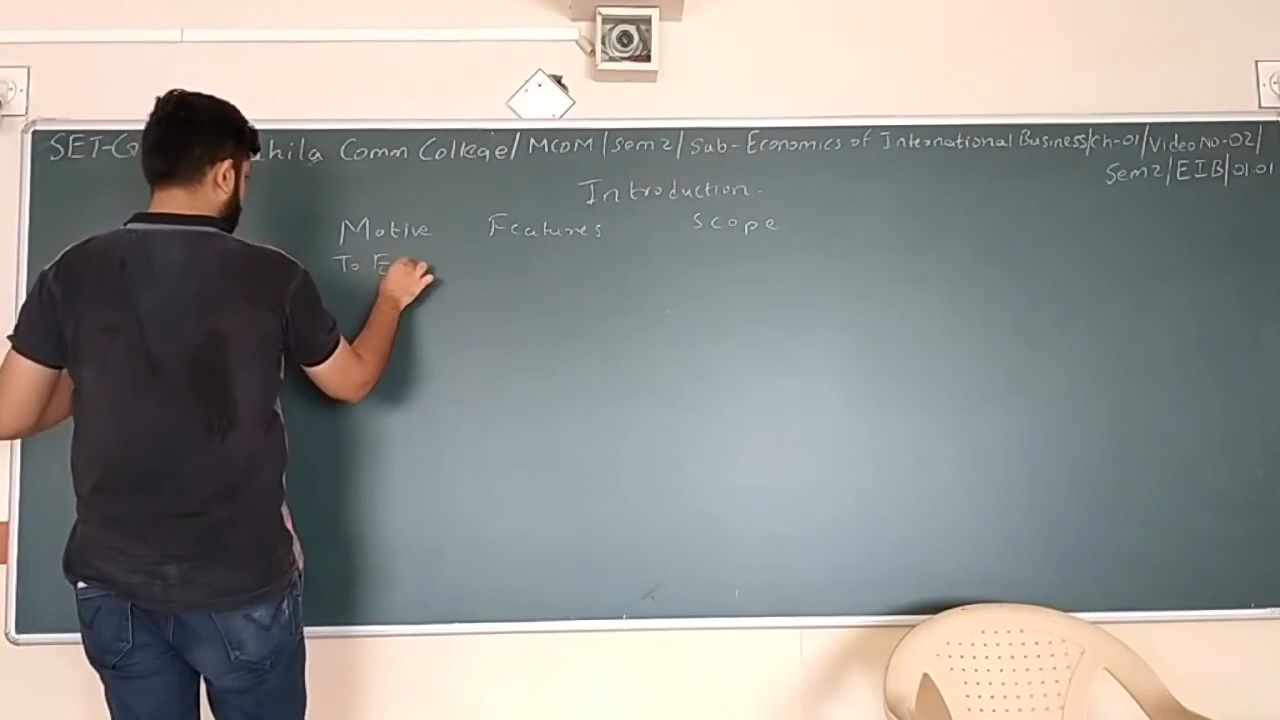 SET- Comm College/ MCOM / Sem 2 / Sub- Economics of International Business/Ch-01/Video No-02/
Sem 2 / EIB / 01.01
Introduction.
Motive Features Scope
To